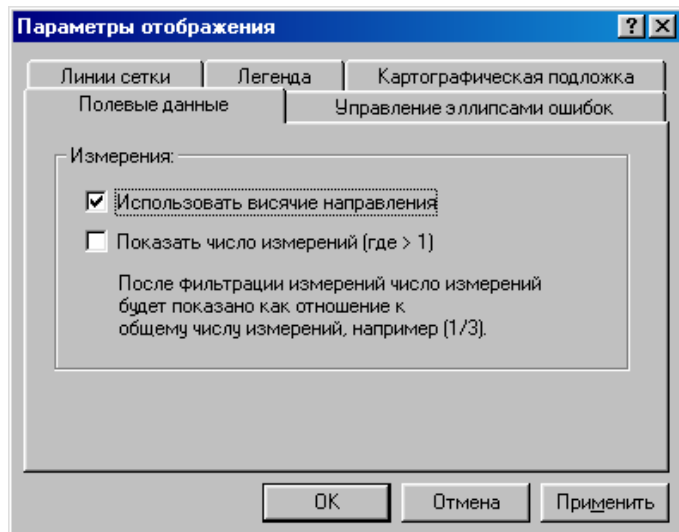 Параметры отображения
Линии сетки
Легенда
Картографическая подложка
Полевые данные
Управление эллипсами ошибок
Измерения:
Использовать висячие направления
Показать число измерений (где > 1)
После фильтрации измерений число измерений
будет показано как отношение к
общему числу измерений, например (1/3).
OK
Отмена
Применить